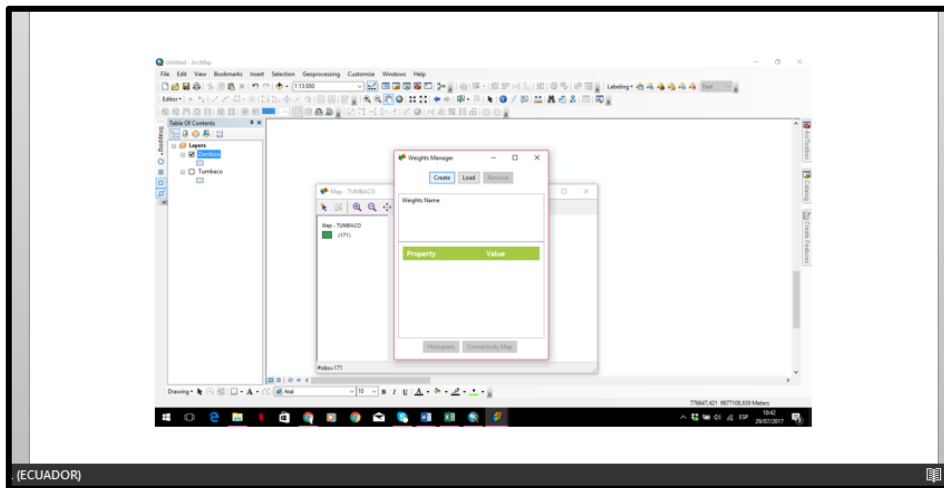 Untitled - ArcMap
File Edit View Bookmarks Insert Selection Geoprocessing Customize Windows Help
1:13.650
Labeling
Fast
Editor
Table Of Contents
Layers
Zambiza
Tumbaco
Snapping
ArcToolbox
Catalog
Create Features
Map - TUMBACO
Map - TUMBACO
(171)
#obs=171
Weights Manager
Create Load Remove
Weights Name
Property Value
Histogram Connectivity Map
Drawing Arial 10 B I U A
776647,421 9977108,939 Meters
ESP 10:42
29/07/2017
(ECUADOR)